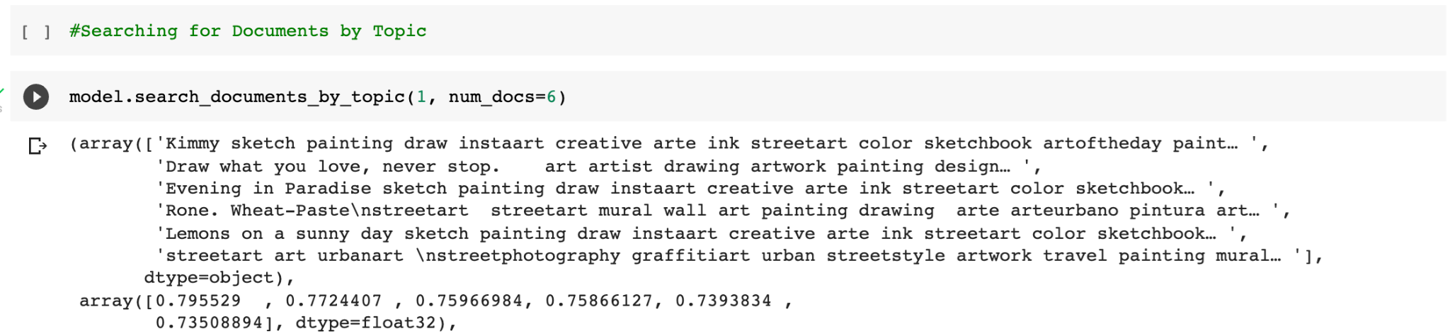 [ ] #Searching for Documents by Topic
model.search_documents_by_topic(1, num_docs=6)
(array(['Kimmy sketch painting draw instaart creative arte ink streetart color sketchbook artoftheday paint… ',
'Draw what you love, never stop.    art artist drawing artwork painting design… ',
'Evening in Paradise sketch painting draw instaart creative arte ink streetart color sketchbook… ',
'Rone. Wheat-Paste\nstreetart  streetart mural wall art painting drawing  arte arteurbano pintura art… ',
'Lemons on a sunny day sketch painting draw instaart creative arte ink streetart color sketchbook… ',
'streetart art urbanart \nstreetphotography graffitiart urban streetstyle artwork travel painting mural… '],
dtype=object),
array([0.795529  , 0.7724407 , 0.75966984, 0.75866127, 0.7393834 ,
0.73508894], dtype=float32),